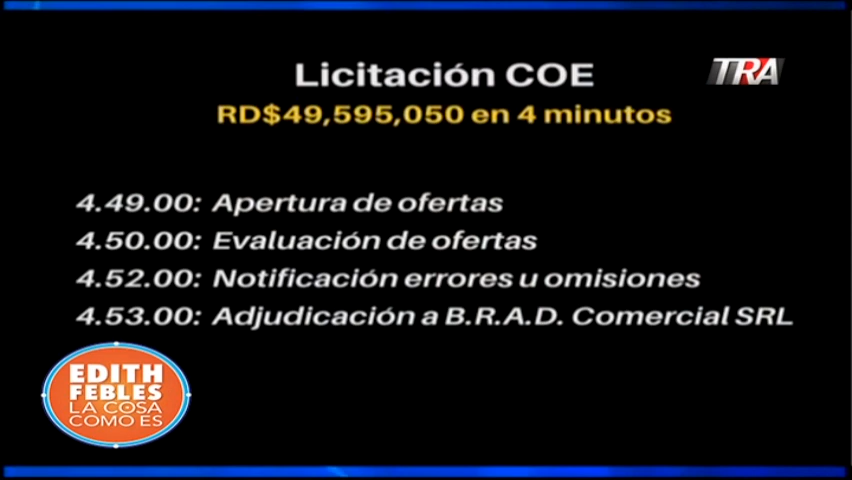 Licitación COE
TRA
RD$49,595,050 en 4 minutos
4.49.00: Apertura de ofertas
4.50.00: Evaluación de ofertas
4.52.00: Notificación errores u omisiones
4.53.00: Adjudicación a B.R.A.D. Comercial SRL
EDITH
FEBLES
LA COSA
COMO ES